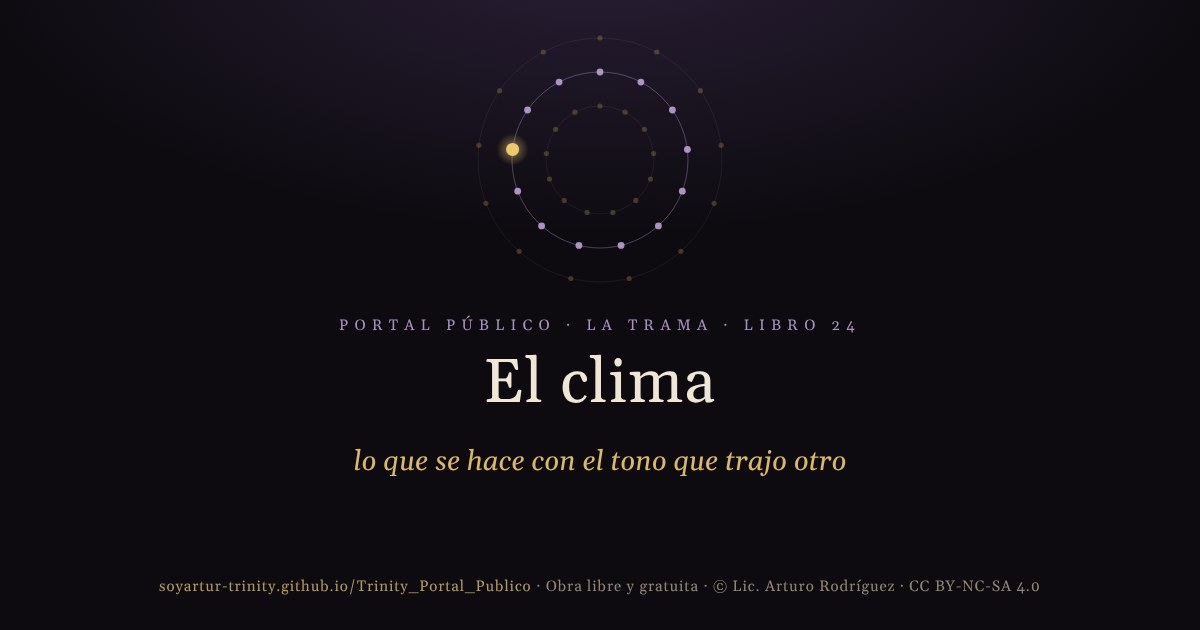 PORTAL PÚBLICO · LA TRAMA · LIBRO 24
El clima
lo que se hace con el tono que trajo otro
soyartur-trinity.github.io/Trinity_Portal_Publico · Obra libre y gratuita · © Lic. Arturo Rodríguez · CC BY-NC-SA 4.0